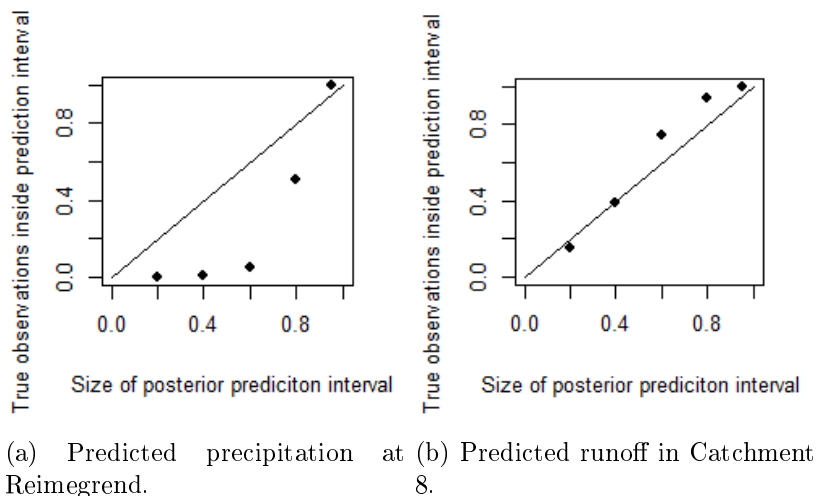 True observations inside prediction interval
0.8
0.4
0.0
0.0 0.4 0.8
Size of posterior prediciton interval
(a) Predicted precipitation at
Reimegrend.
True observations inside prediction interval
0.8
0.4
0.0
0.0 0.4 0.8
Size of posterior prediciton interval
(b) Predicted runoff in Catchment
8.